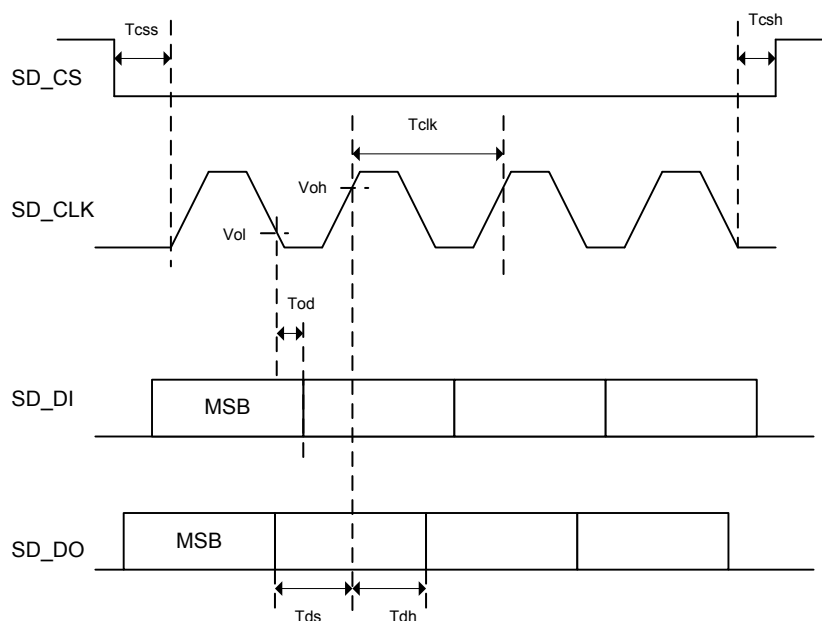 Tcss
Tcsh
SD_CS
Tclk
Voh
SD_CLK
Vol
Tod
SD_DI
MSB
SD_DO
MSB
Tds
Tdh